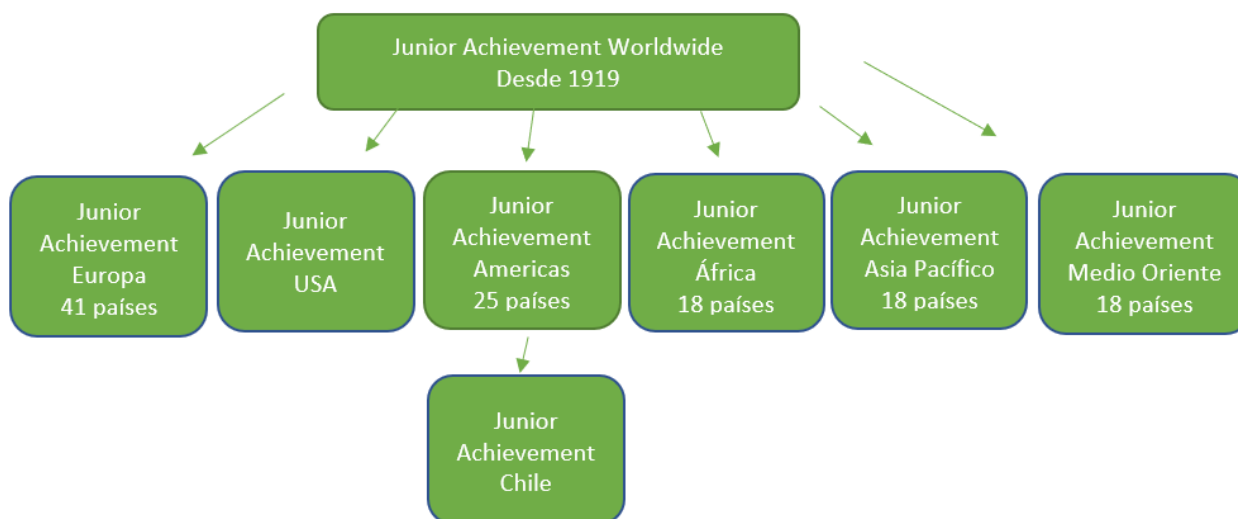 Junior Achievement Worldwide
Desde 1919
Junior
Achievement
Europa
41 países
Junior
Achievement
USA
Junior
Achievement
Americas
25 países
Junior
Achievement
África
18 países
Junior
Achievement
Asia Pacífico
18 países
Junior
Achievement
Medio Oriente
18 países
Junior
Achievement
Chile